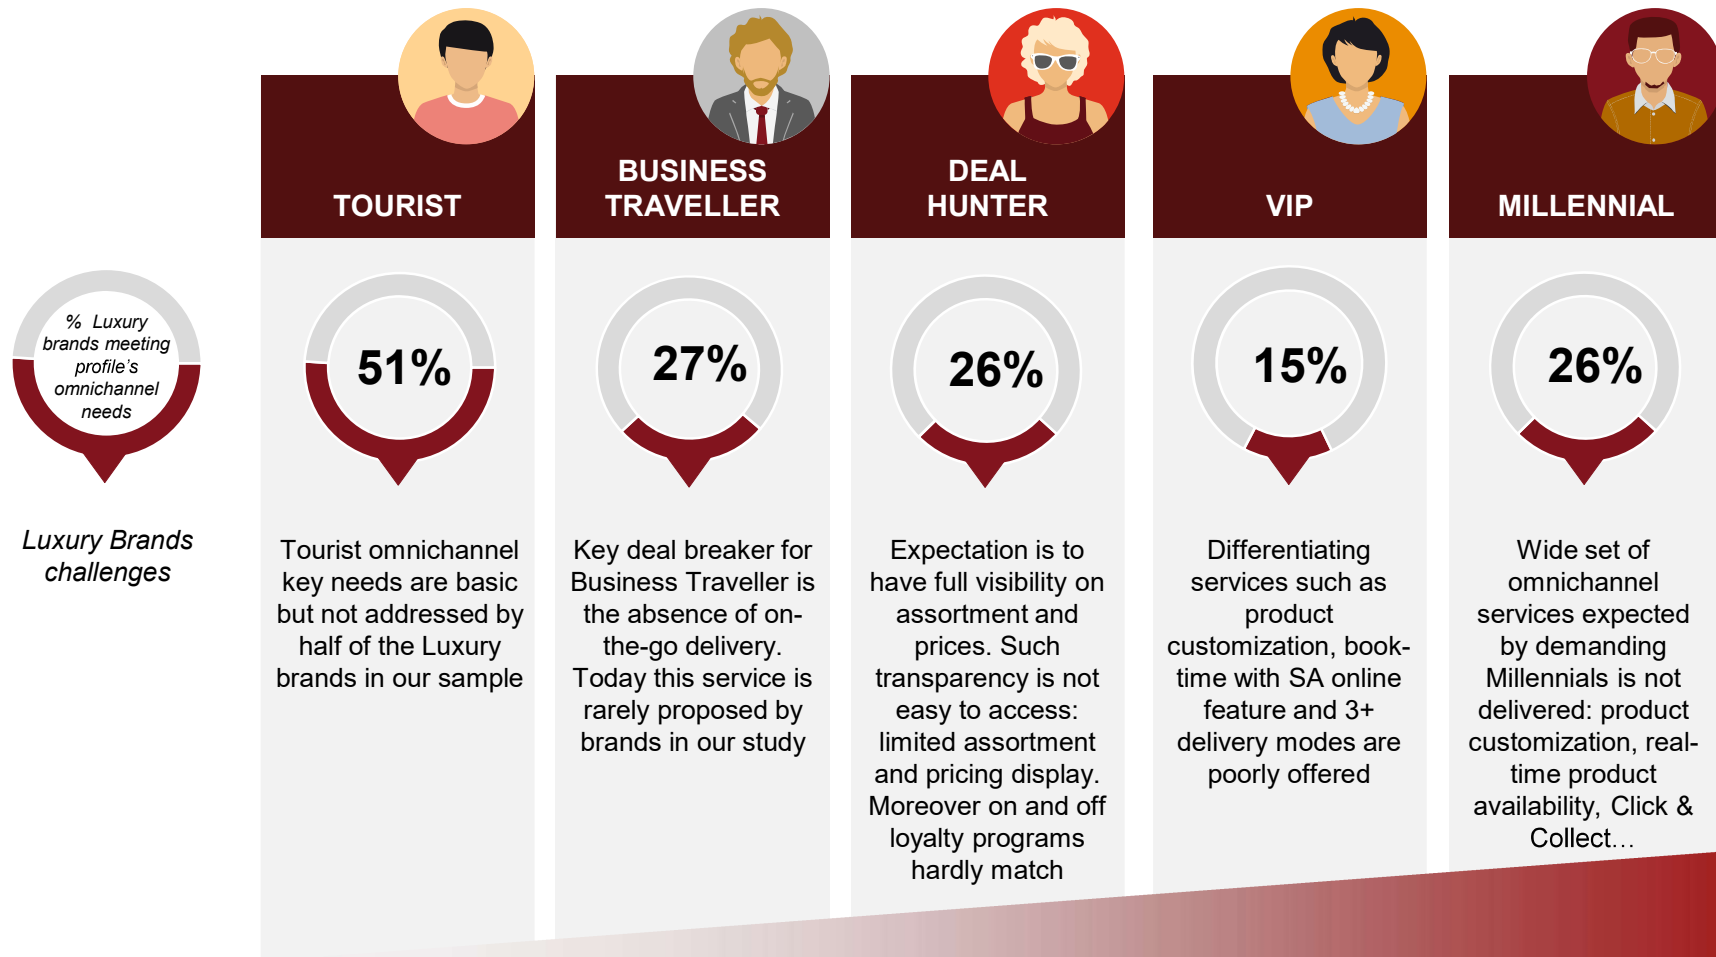 TOURIST
BUSINESS
TRAVELLER
DEAL
HUNTER
VIP
MILLENNIAL
% Luxury
brands meeting
profile’s
omnichannel
needs
51%
27%
26%
15%
26%
Luxury Brands
challenges
Tourist omnichannel
key needs are basic
but not addressed by
half of the Luxury
brands in our sample
Key deal breaker for
Business Traveller is
the absence of on-
the-go delivery.
Today this service is
rarely proposed by
brands in our study
Expectation is to
have full visibility on
assortment and
prices. Such
transparency is not
easy to access:
limited assortment
and pricing display.
Moreover on and off
loyalty programs
hardly match
Differentiating
services such as
product
customization, book-
time with SA online
feature and 3+
delivery modes are
poorly offered
Wide set of
omnichannel
services expected
by demanding
Millennials is not
delivered: product
customization, real-
time product
availability, Click &
Collect…